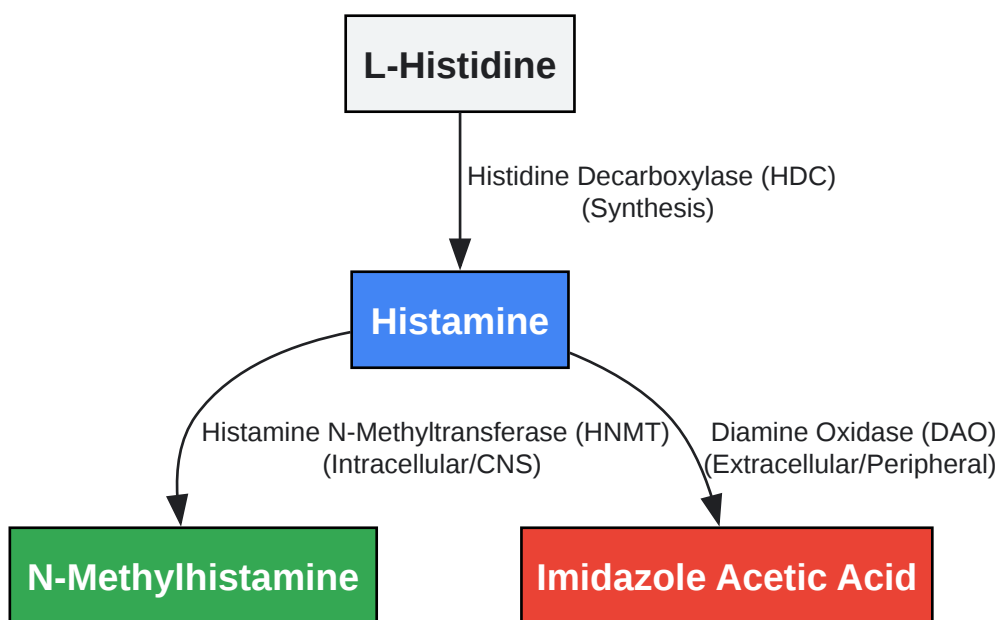 L-Histidine
Histidine Decarboxylase (HDC)
(Synthesis)
Histamine
Histamine N-Methyltransferase (HNMT)
(Intracellular/CNS)
Diamine Oxidase (DAO)
(Extracellular/Peripheral)
N-Methylhistamine
Imidazole Acetic Acid